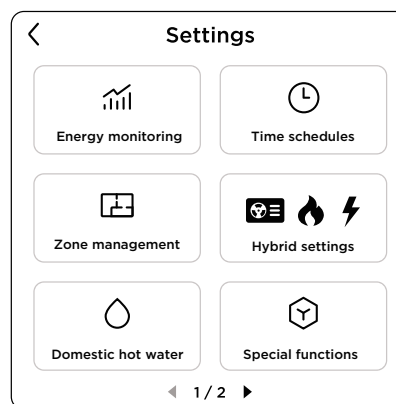 Settings
Energy monitoring
Time schedules
Zone management
Hybrid settings
Domestic hot water
Special functions
1 / 2